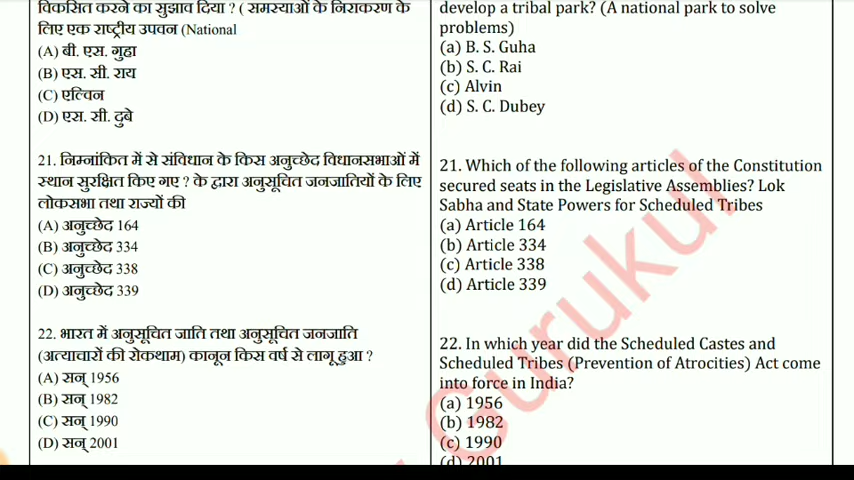 विकसित करने का सुझाव दिया ? ( समस्याओं के निराकरण के
लिए एक राष्ट्रीय उपवन (National
(A) बी. एस. गुहा
(B) एस. सी. राय
(C) एल्विन
(D) एस. सी. दुबे
21. निम्नांकित में से संविधान के किस अनुच्छेद विधानसभाओं में
स्थान सुरक्षित किए गए ? के द्वारा अनुसूचित जनजातियों के लिए
लोकसभा तथा राज्यों की
(A) अनुच्छेद 164
(B) अनुच्छेद 334
(C) अनुच्छेद 338
(D) अनुच्छेद 339
22. भारत में अनुसूचित जाति तथा अनुसूचित जनजाति
(अत्याचारों की रोकथाम) कानून किस वर्ष से लागू हुआ ?
(A) सन् 1956
(B) सन् 1982
(C) सन् 1990
(D) सन् 2001
develop a tribal park? (A national park to solve
problems)
(a) B. S. Guha
(b) S. C. Rai
(c) Alvin
(d) S. C. Dubey
21. Which of the following articles of the Constitution
secured seats in the Legislative Assemblies? Lok
Sabha and State Powers for Scheduled Tribes
(a) Article 164
(b) Article 334
(c) Article 338
(d) Article 339
22. In which year did the Scheduled Castes and
Scheduled Tribes (Prevention of Atrocities) Act come
into force in India?
(a) 1956
(b) 1982
(c) 1990
(d) 2001
Gurukul